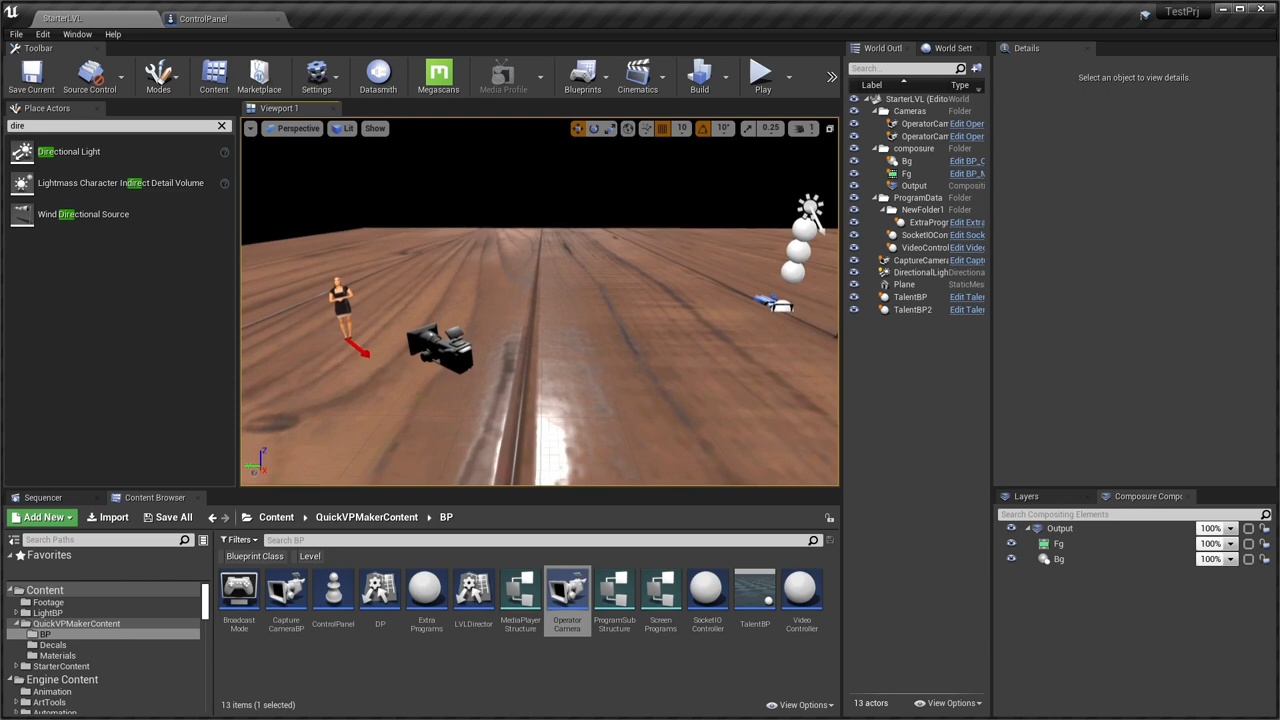 StarterLVL
ControlPanel
TestPrj
File Edit Window Help
Toolbar
World Outl
World Sett
Details
Save Current
Source Control
Modes
Content
Marketplace
Settings
Datasmith
Megascans
Media Profile
Blueprints
Cinematics
Build
Play
Search...
Select an object to view details.
Label
Type
Place Actors
Viewport 1
dire
Perspective
Lit
Show
10
10°
0.25
1
Directional Light
Lightmass Character Indirect Detail Volume
Wind Directional Source
StarterLVL (Edito World
Cameras Folder
OperatorCam Edit Oper
OperatorCam Edit Oper
composure Folder
Bg Edit BP_C
Fg Edit BP_M
Output Compositi
ProgramData Folder
NewFolder1 Folder
ExtraProgr Edit Extra
SocketIOCon Edit Sock
VideoControl Edit Video
CaptureCamera Edit Captu
DirectionalLigh Directiona
Plane StaticMes
TalentBP Edit Taler
TalentBP2 Edit Taler
Z
Sequencer
Content Browser
Layers
Add New
Import
Save All
Content
QuickVPMakerContent
BP
Search Compositing Elements
Search Paths
Filters
Search BP
Output 100%
Fg 100%
Bg 100%
Favorites
Blueprint Class
Level
Content
Footage
LightBP
QuickVPMakerContent
BP
Decals
Materials
StarterContent
Engine Content
Animation
ArtTools
Automation
Broadcast Mode
Capture CameraBP
ControlPanel
DP
Extra Programs
LVLDirector
MediaPlayer Structure
Operator Camera
ProgramSub Structure
Screen Programs
SocketIO Controller
TalentBP
Video Controller
13 items (1 selected)
View Options
13 actors
View Options